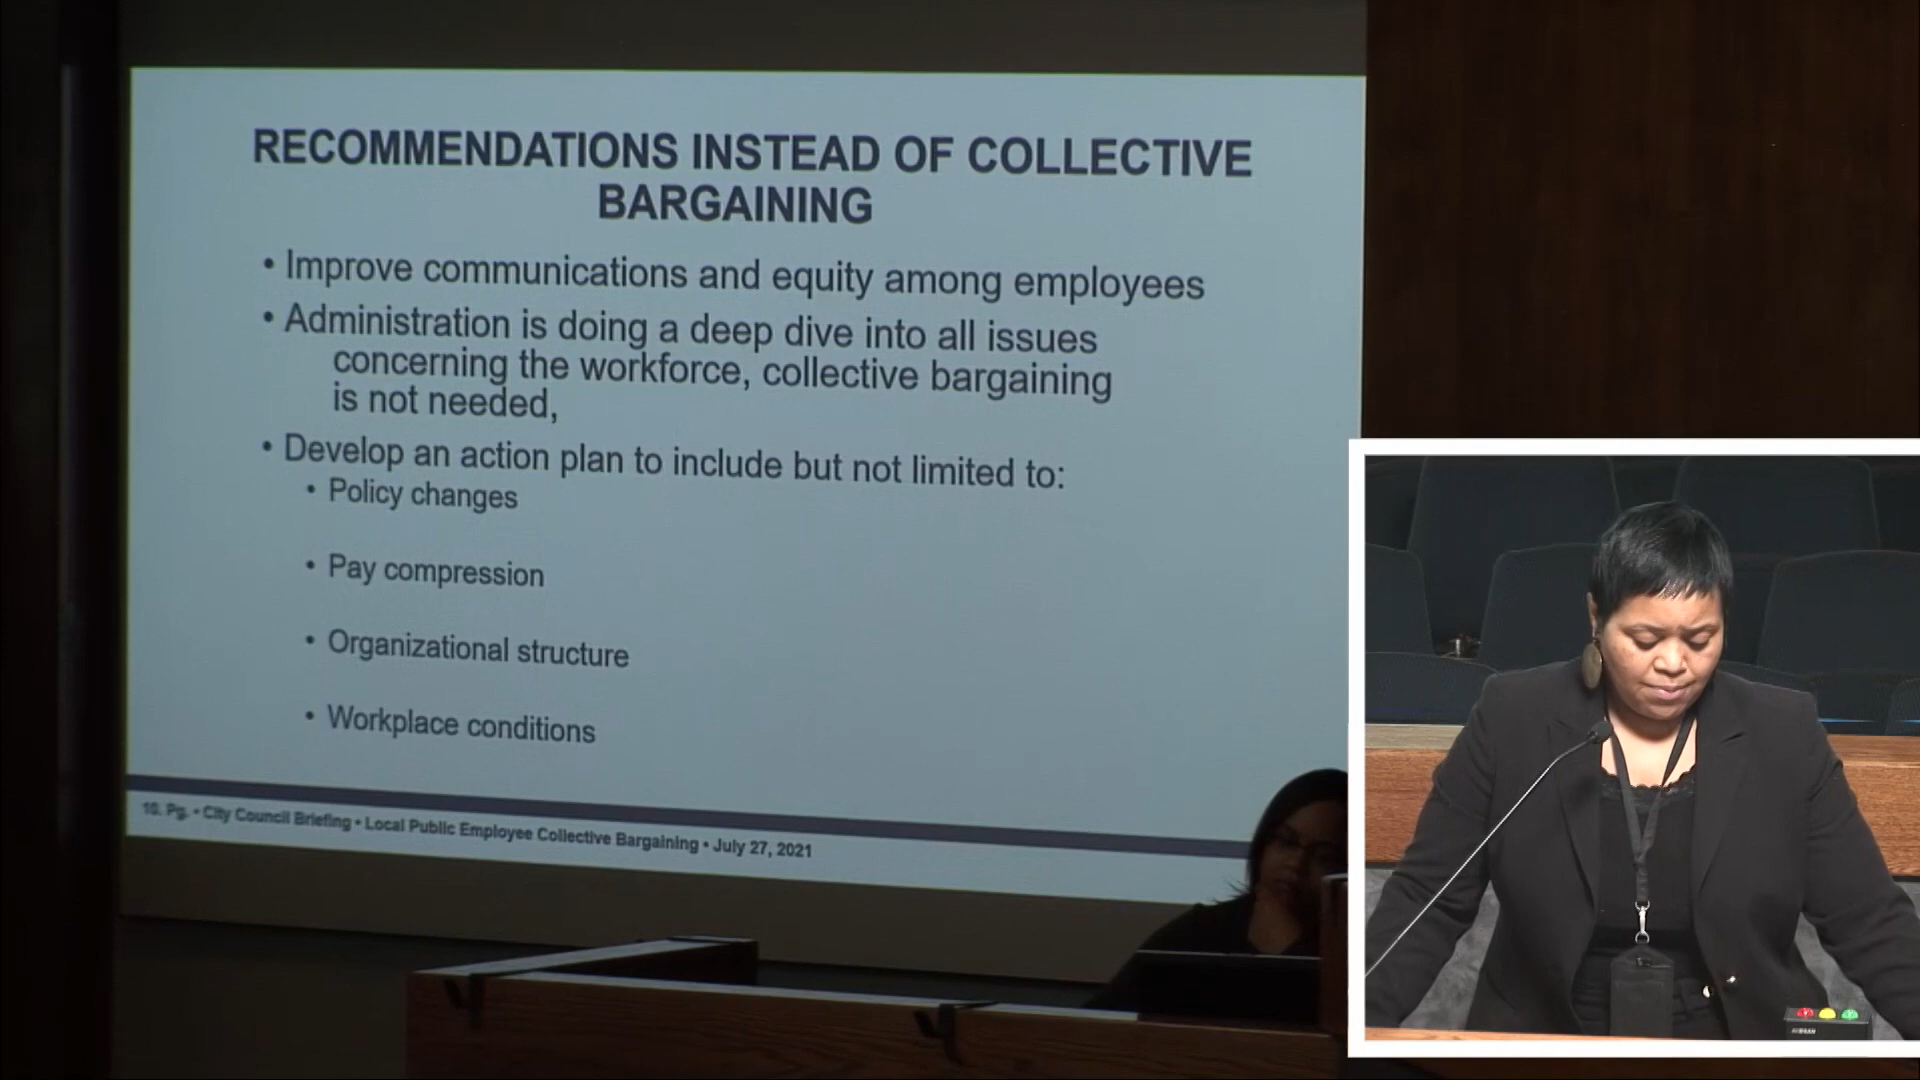 RECOMMENDATIONS INSTEAD OF COLLECTIVE
BARGAINING
• Improve communications and equity among employees
• Administration is doing a deep dive into all issues
concerning the workforce, collective bargaining
is not needed,
• Develop an action plan to include but not limited to:
• Policy changes
• Pay compression
• Organizational structure
• Workplace conditions
10. Pg. • City Council Briefing • Local Public Employee Collective Bargaining • July 27, 2021